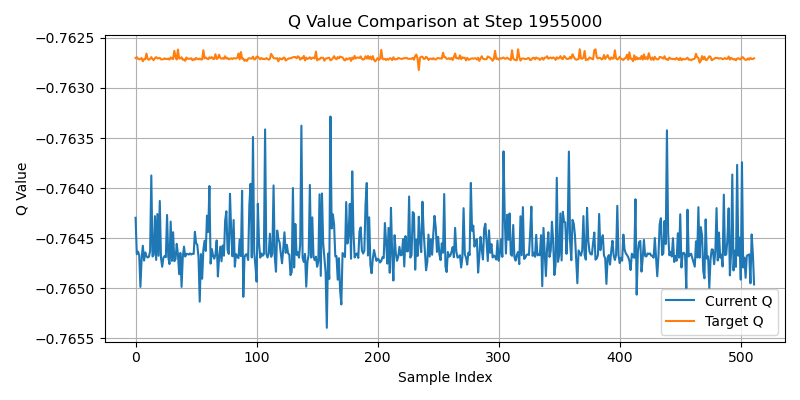 Q Value Comparison at Step 1955000
Q Value
−0.7625
−0.7630
−0.7635
−0.7640
−0.7645
−0.7650
−0.7655
0
100
200
300
400
500
Sample Index
Current Q
Target Q